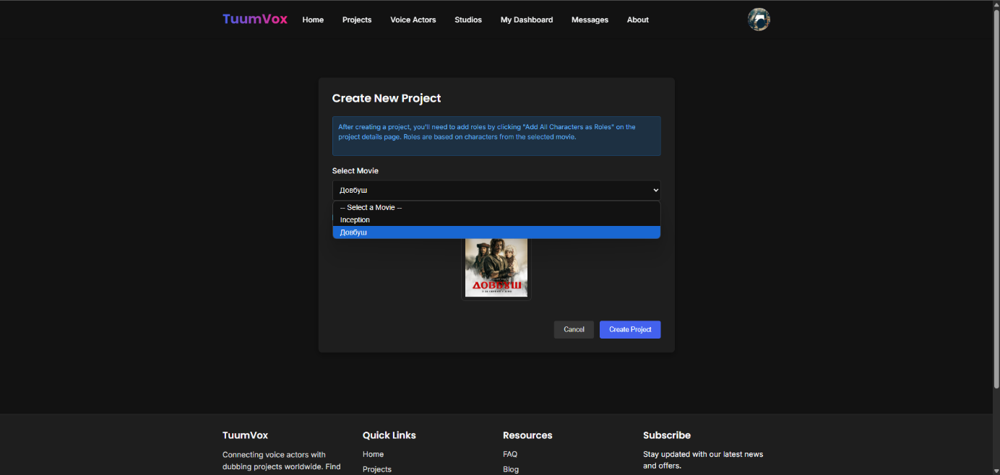 TuumVox Home Projects Voice Actors Studios My Dashboard Messages About
Create New Project
After creating a project, you'll need to add roles by clicking "Add All Characters as Roles" on the
project details page. Roles are based on characters from the selected movie.
Select Movie
Довбуш
-- Select a Movie --
Inception
Довбуш
ДОВБУШ
Cancel Create Project
TuumVox
Connecting voice actors with
dubbing projects worldwide. Find
Quick Links
Home
Projects
Resources
FAQ
Blog
Subscribe
Stay updated with our latest news
and offers.